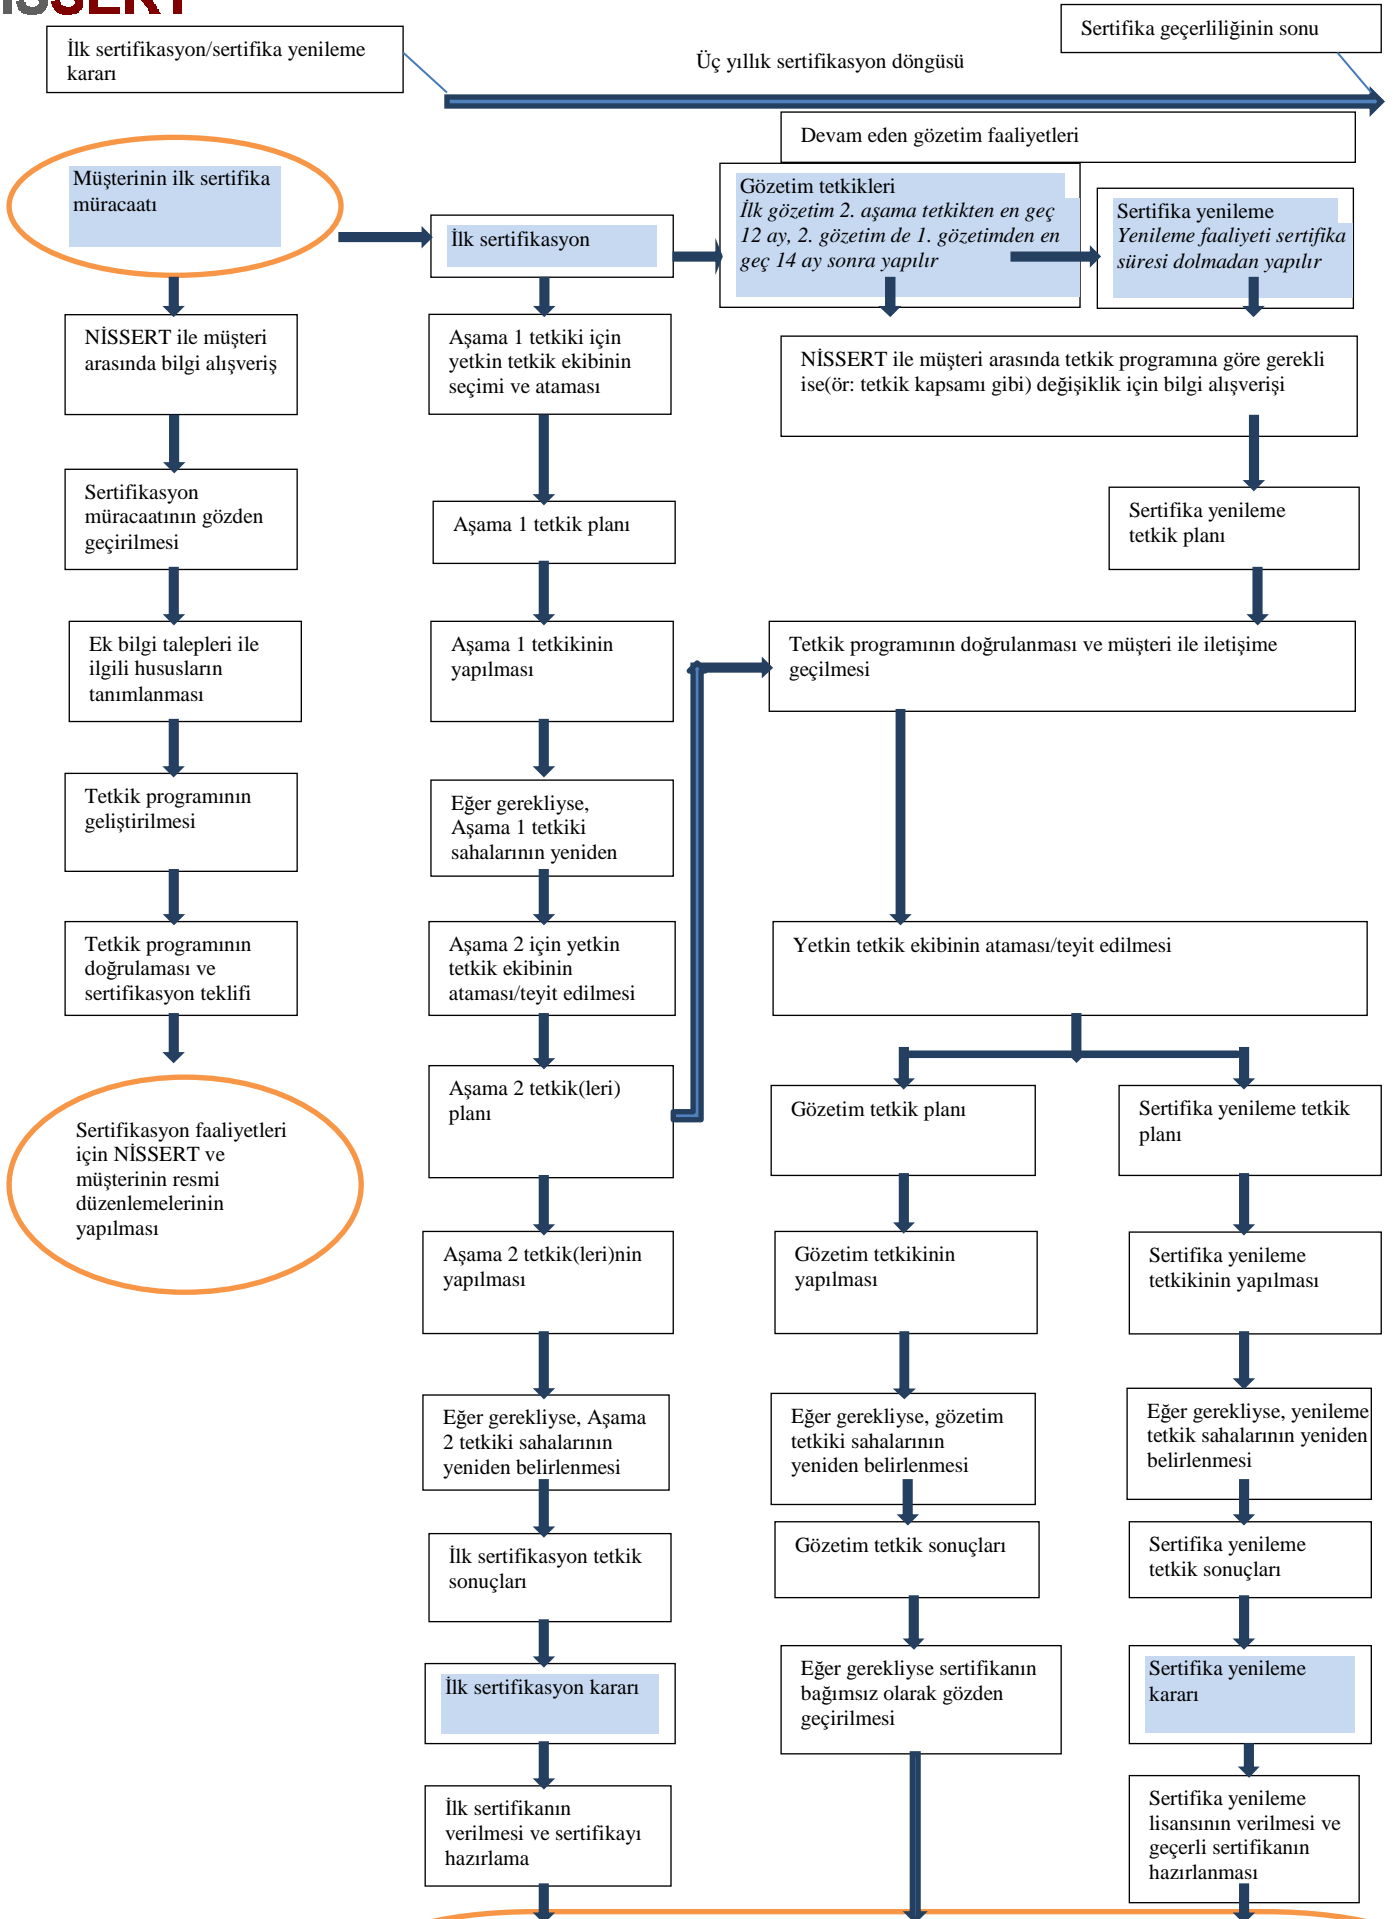 İlk sertifikasyon/sertifika yenileme
kararı
Üç yıllık sertifikasyon döngüsü
Sertifika geçerliliğinin sonu
Devam eden gözetim faaliyetleri
Müşterinin ilk sertifika
müracaatı
İlk sertifikasyon
Gözetim tetkikleri
İlk gözetim 2. aşama tetkikten en geç
12 ay, 2. gözetim de 1. gözetimden en
geç 14 ay sonra yapılır
Sertifika yenileme
Yenileme faaliyeti sertifika
süresi dolmadan yapılır
NİSSERT ile müşteri
arasında bilgi alışveriş
Sertifikasyon
müracaatının gözden
geçirilmesi
Ek bilgi talepleri ile
ilgili hususların
tanımlanması
Tetkik programının
geliştirilmesi
Tetkik programının
doğrulaması ve
sertifikasyon teklifi
Sertifikasyon faaliyetleri
için NİSSERT ve
müşterinin resmi
düzenlemelerinin
yapılması
Aşama 1 tetkiki için
yetkin tetkik ekibinin
seçimi ve ataması
Aşama 1 tetkik planı
Aşama 1 tetkikinin
yapılması
Eğer gerekliyse,
Aşama 1 tetkiki
sahalarının yeniden
Aşama 2 için yetkin
tetkik ekibinin
ataması/teyit edilmesi
Aşama 2 tetkik(leri)
planı
Aşama 2 tetkik(leri)nin
yapılması
Eğer gerekliyse, Aşama
2 tetkiki sahalarının
yeniden belirlenmesi
İlk sertifikasyon tetkik
sonuçları
İlk sertifikasyon kararı
İlk sertifikanın
verilmesi ve sertifikayı
hazırlama
NİSSERT ile müşteri arasında tetkik programına göre gerekli
ise(ör: tetkik kapsamı gibi) değişiklik için bilgi alışverişi
Sertifika yenileme
tetkik planı
Tetkik programının doğrulanması ve müşteri ile iletişime
geçilmesi
Yetkin tetkik ekibinin ataması/teyit edilmesi
Gözetim tetkik planı
Gözetim tetkikinin
yapılması
Eğer gerekliyse, gözetim
tetkiki sahalarının
yeniden belirlenmesi
Gözetim tetkik sonuçları
Eğer gerekliyse sertifikanın
bağımsız olarak gözden
geçirilmesi
Sertifika yenileme tetkik
planı
Sertifika yenileme
tetkikinin yapılması
Eğer gerekliyse, yenileme
tetkik sahalarının yeniden
belirlenmesi
Sertifika yenileme
tetkik sonuçları
Sertifika yenileme
kararı
Sertifika yenileme
lisansının verilmesi ve
geçerli sertifikanın
hazırlanması